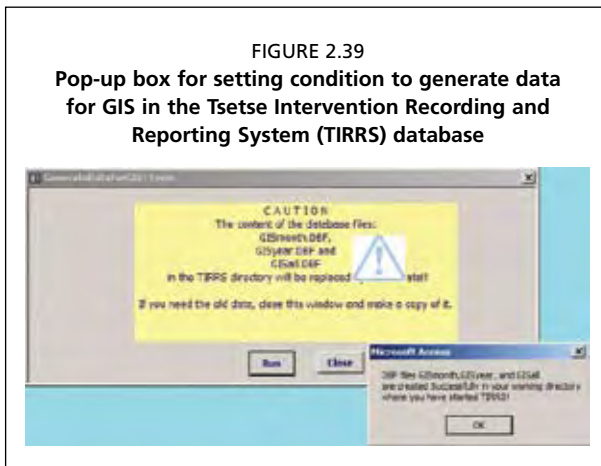 FIGURE 2.39
Pop-up box for setting condition to generate data
for GIS in the Tsetse Intervention Recording and
Reporting System (TIRRS) database
CAUTION
The content of the database files:
GISmonth.DBF,
GISyear.DBF and
GISall.DBF
in the TIRRS directory will be replaced
If you need the old data, close this window and make a copy of it.
Run
Close
Microsoft Access
DBF files GISmonth,GISyear, and GISall
are created Successfully in your working directory
where you have started TIRRS!
OK